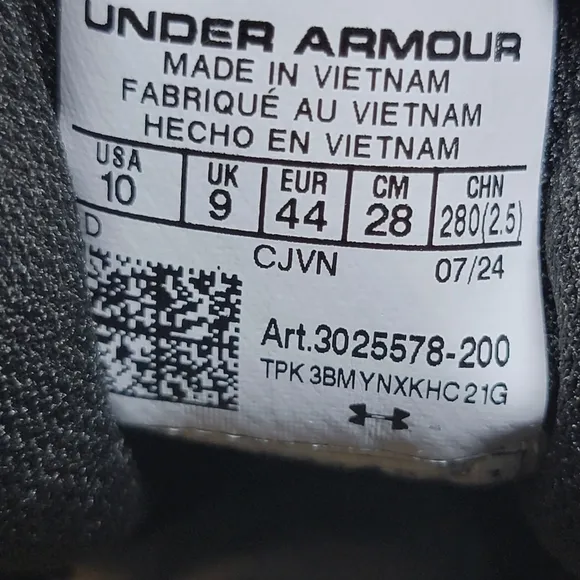 UNDER ARMOUR
MADE IN VIETNAM
FABRIQUÉ AU VIETNAM
HECHO EN VIETNAM
USA UK EUR CM CHN
10 9 44 28 280(2.5)
D CJVN 07/24
Art.3025578-200
TPK 3BMYNXKHC21G